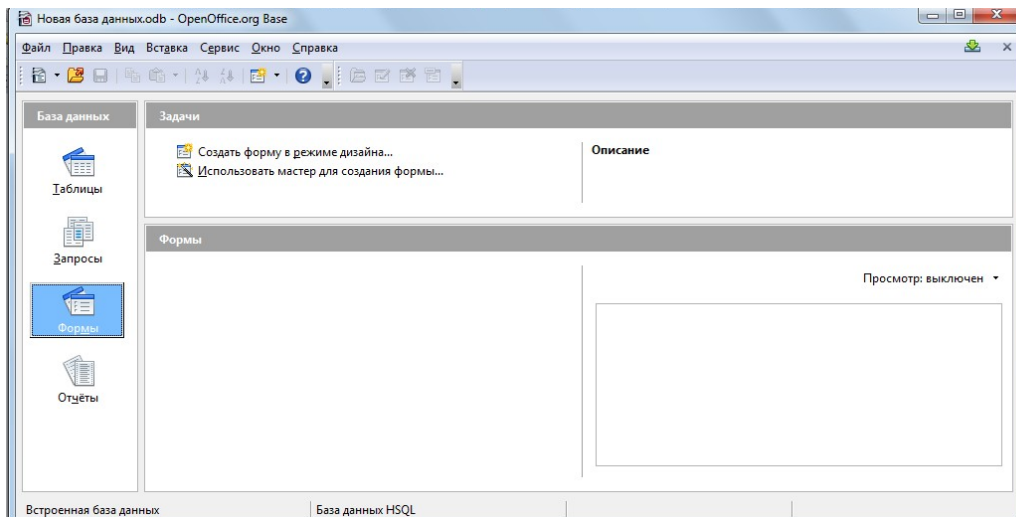 Новая база данных.odb - OpenOffice.org Base
Файл Правка Вид Вставка Сервис Окно Справка
База данных
Таблицы
Запросы
Формы
Отчёты
Задачи
Создать форму в режиме дизайна...
Использовать мастер для создания формы...
Описание
Формы
Просмотр: выключен
Встроенная база данных База данных HSQL